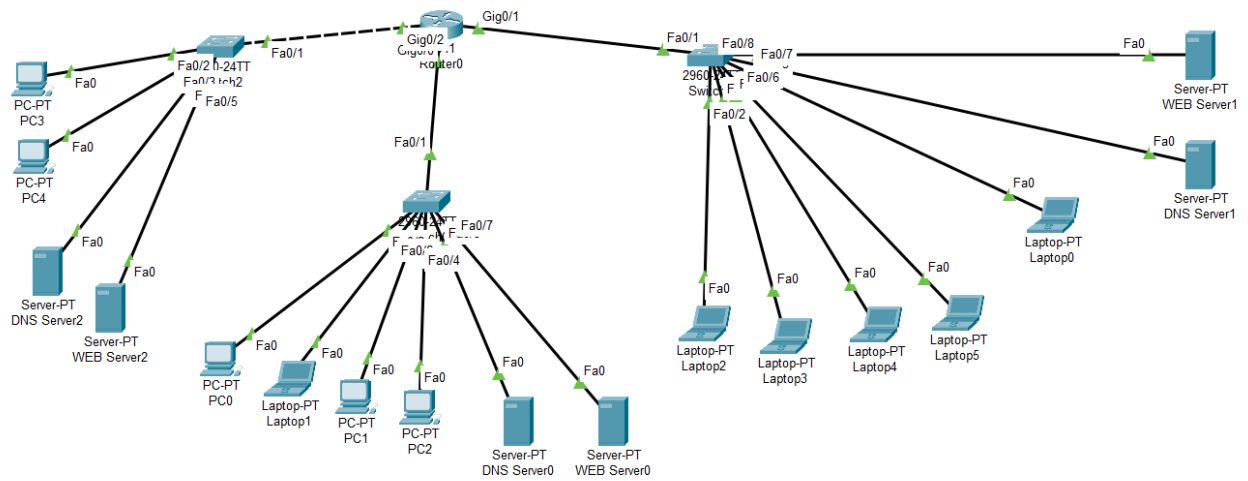 Gig0/1
Gig0/2
Router0
Fa0/1
Fa0/2
-24TT
Fa0/3
Fa0/5
Fa0
PC-PT
PC3
Fa0
PC-PT
PC4
Fa0
Server-PT
DNS Server2
Fa0
Server-PT
WEB Server2
Fa0/1
Fa0/7
Fa0/4
Fa0
PC-PT
PC0
Fa0
Laptop-PT
Laptop1
Fa0
PC-PT
PC1
Fa0
PC-PT
PC2
Fa0
Server-PT
DNS Server0
Fa0
Server-PT
WEB Server0
Fa0/1
Fa0/8
Fa0/7
Fa0/6
Fa0/2
Fa0
Server-PT
WEB Server1
Fa0
Server-PT
DNS Server1
Fa0
Laptop-PT
Laptop0
Fa0
Laptop-PT
Laptop2
Fa0
Laptop-PT
Laptop3
Fa0
Laptop-PT
Laptop4
Fa0
Laptop-PT
Laptop5